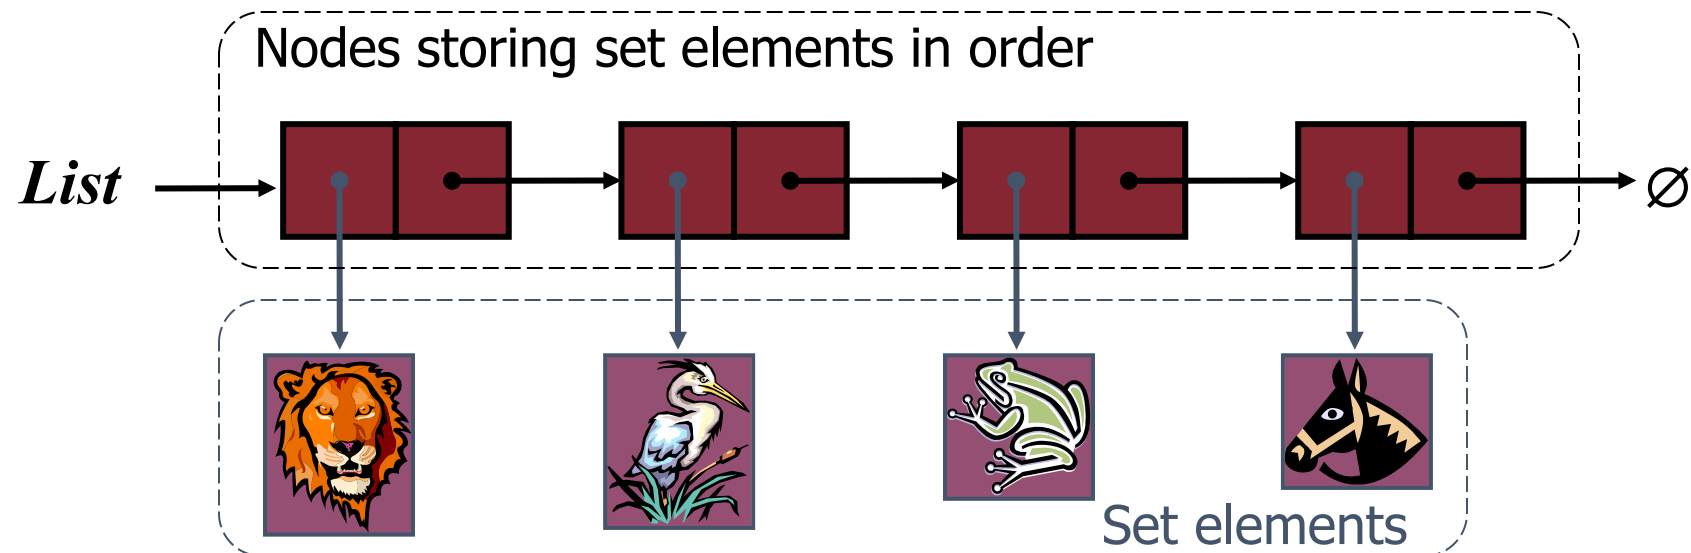 Nodes storing set elements in order
List
∅
Set elements